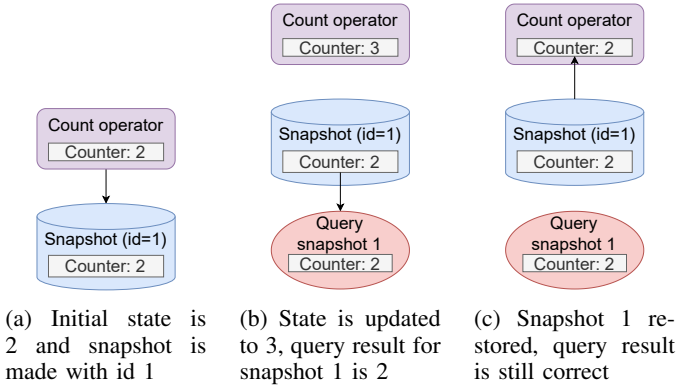 Count operator
Counter: 2
Snapshot (id=1)
Counter: 2
(a) Initial state is
2 and snapshot is
made with id 1
Count operator
Counter: 3
Snapshot (id=1)
Counter: 2
Query
snapshot 1
Counter: 2
(b) State is updated
to 3, query result for
snapshot 1 is 2
Count operator
Counter: 2
Snapshot (id=1)
Counter: 2
Query
snapshot 1
Counter: 2
(c) Snapshot 1 re-
stored, query result
is still correct